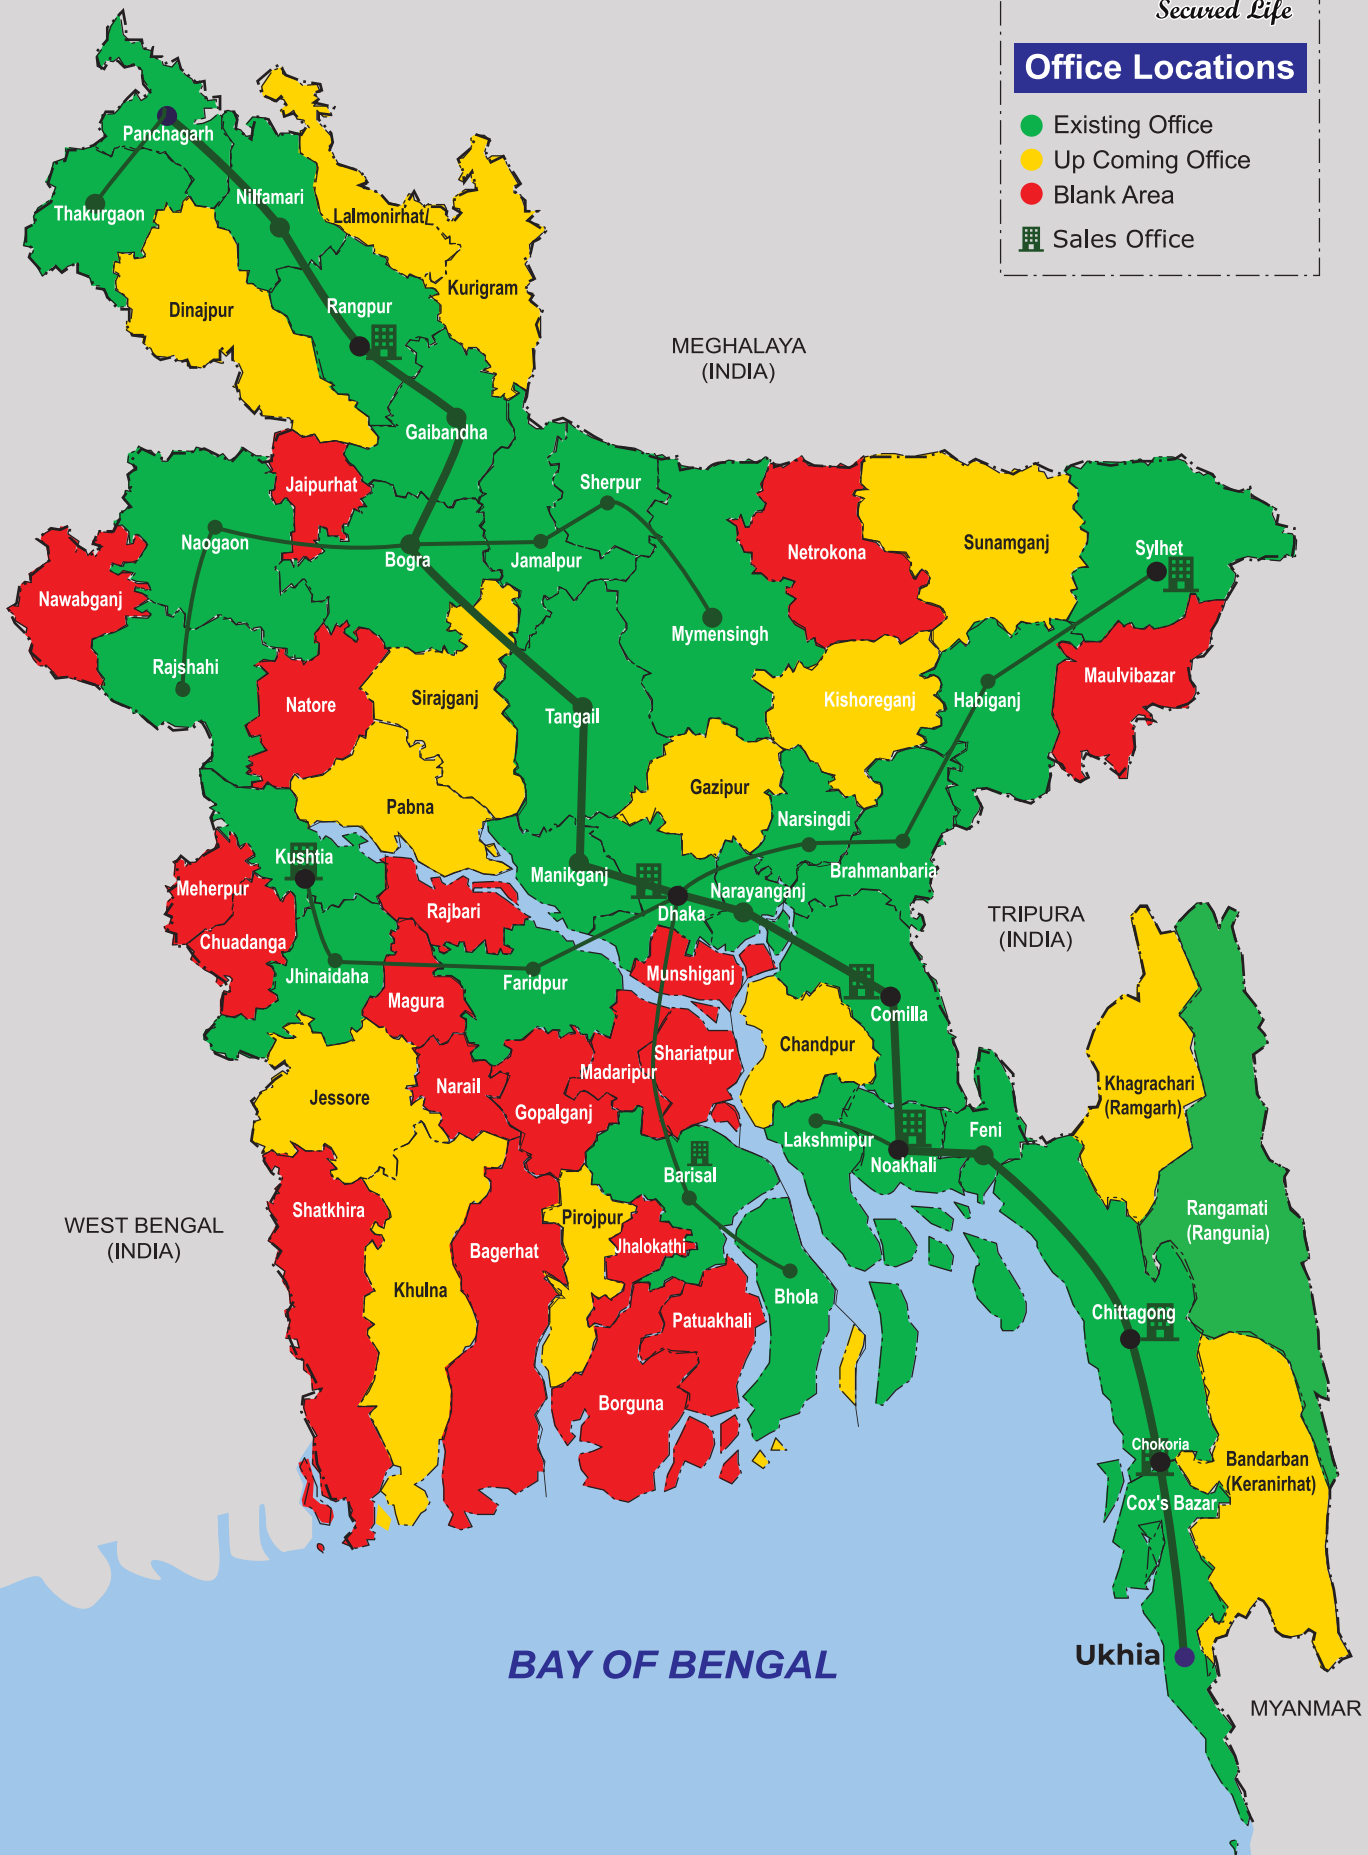 Secured Life
Office Locations
Existing Office
Up Coming Office
Blank Area
Sales Office
Panchagarh
Thakurgaon
Nilfamari
Lalmonirhat
Kurigram
Dinajpur
Rangpur
MEGHALAYA
(INDIA)
Gaibandha
Jaipurhat
Sherpur
Naogaon
Bogra
Jamalpur
Netrokona
Sunamganj
Sylhet
Nawabganj
Mymensingh
Rajshahi
Natore
Sirajganj
Tangail
Kishoreganj
Habiganj
Maulvibazar
Pabna
Gazipur
Narsingdi
Kushtia
Manikganj
Narayanganj
Brahmanbaria
Meherpur
Rajbari
Dhaka
TRIPURA
(INDIA)
Chuadanga
Jhinaidaha
Magura
Faridpur
Munshiganj
Comilla
Chandpur
Shariatpur
Madaripur
Jessore
Narail
Gopalganj
Khagrachari
(Ramgarh)
Lakshmipur
Noakhali
Feni
Barisal
WEST BENGAL
(INDIA)
Shatkhira
Pirojpur
Rangamati
(Rangunia)
Bagerhat
Jhalokathi
Khulna
Bhola
Patuakhali
Chittagong
Borguna
Chokoria
Bandarban
(Keranirhat)
Cox's Bazar
BAY OF BENGAL
Ukhia
MYANMAR